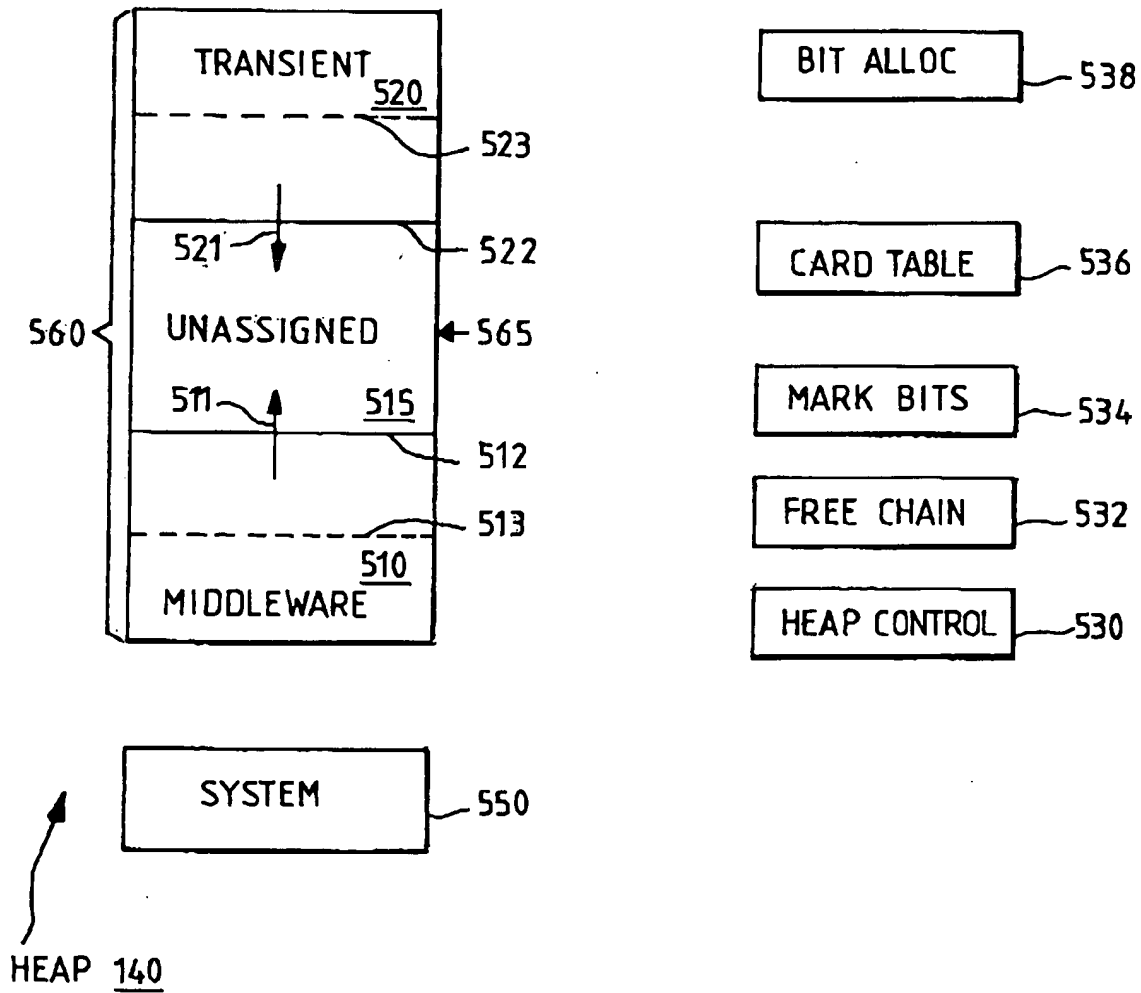 TRANSIENT
520
523
521
522
560
UNASSIGNED
565
511
515
512
513
510
MIDDLEWARE
SYSTEM
550
HEAP 140
BIT ALLOC
538
CARD TABLE
536
MARK BITS
534
FREE CHAIN
532
HEAP CONTROL
530